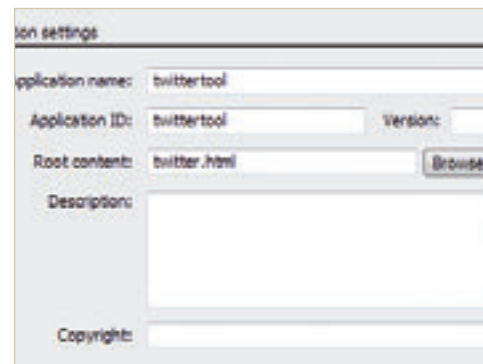 ion settings
pplication name: twittertool
Application ID: twittertool Version:
Root content: twitter.html Browse
Description:
Copyright: